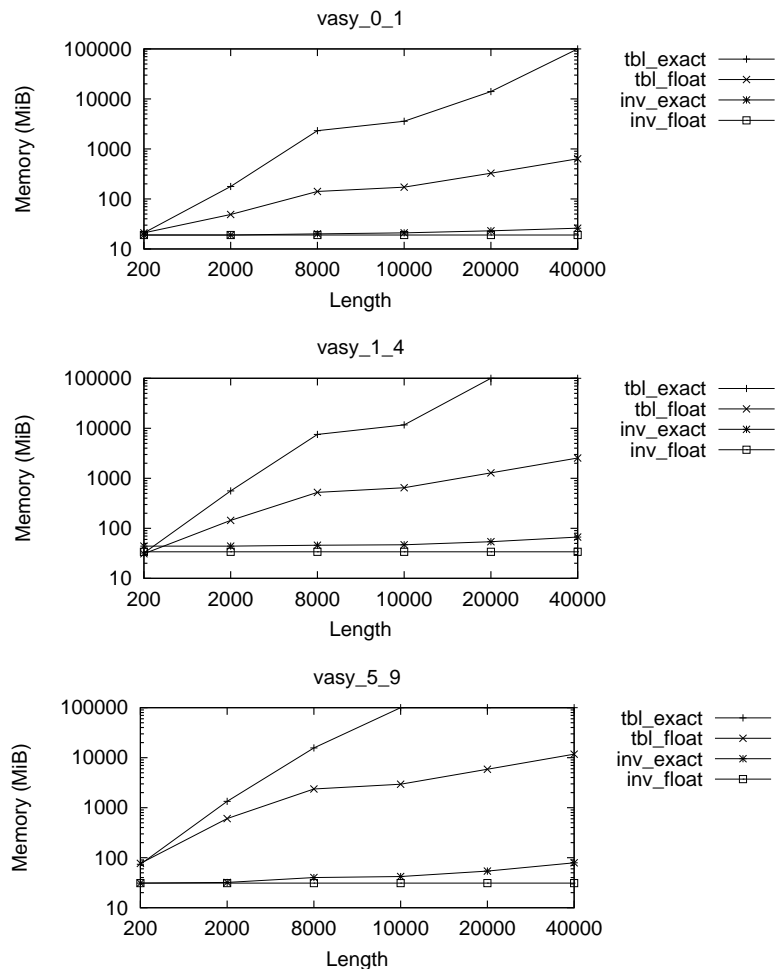 vasy_0_1
Memory (MiB)
100000
10000
1000
100
10
200 2000 8000 10000 20000 40000
Length
tbl_exact
tbl_float
inv_exact
inv_float
vasy_1_4
Memory (MiB)
100000
10000
1000
100
10
200 2000 8000 10000 20000 40000
Length
tbl_exact
tbl_float
inv_exact
inv_float
vasy_5_9
Memory (MiB)
100000
10000
1000
100
10
200 2000 8000 10000 20000 40000
Length
tbl_exact
tbl_float
inv_exact
inv_float